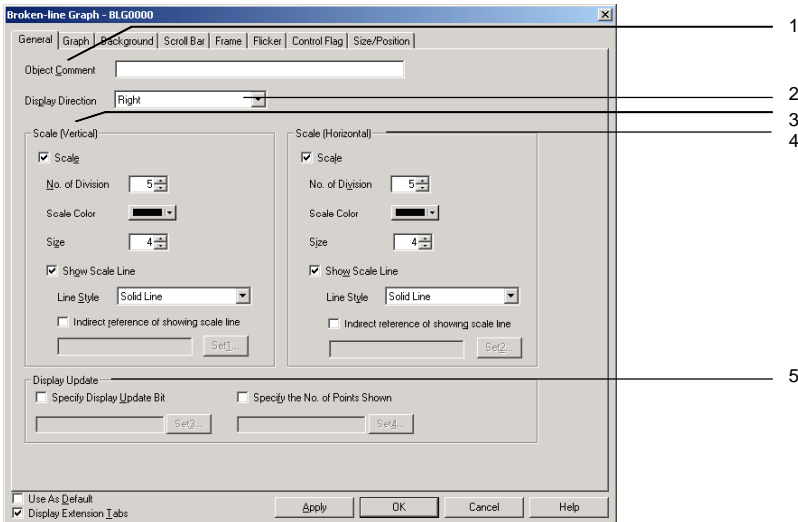 Broken-line Graph - BLG0000
General Graph Background Scroll Bar Frame Flicker Control Flag Size/Position
1
Object Comment
Display Direction Right
2
3
4
Scale (Vertical) Scale (Horizontal)
Scale Scale
No. of Division 5 No. of Division 5
Scale Color Scale Color
Size 4 Size 4
Show Scale Line Show Scale Line
Line Style Solid Line Line Style Solid Line
Indirect reference of showing scale line Indirect reference of showing scale line
Set1... Set2...
Display Update
5
Specify Display Update Bit Specify the No. of Points Shown
Set3... Set4...
Use As Default
Display Extension Tabs
Apply OK Cancel Help